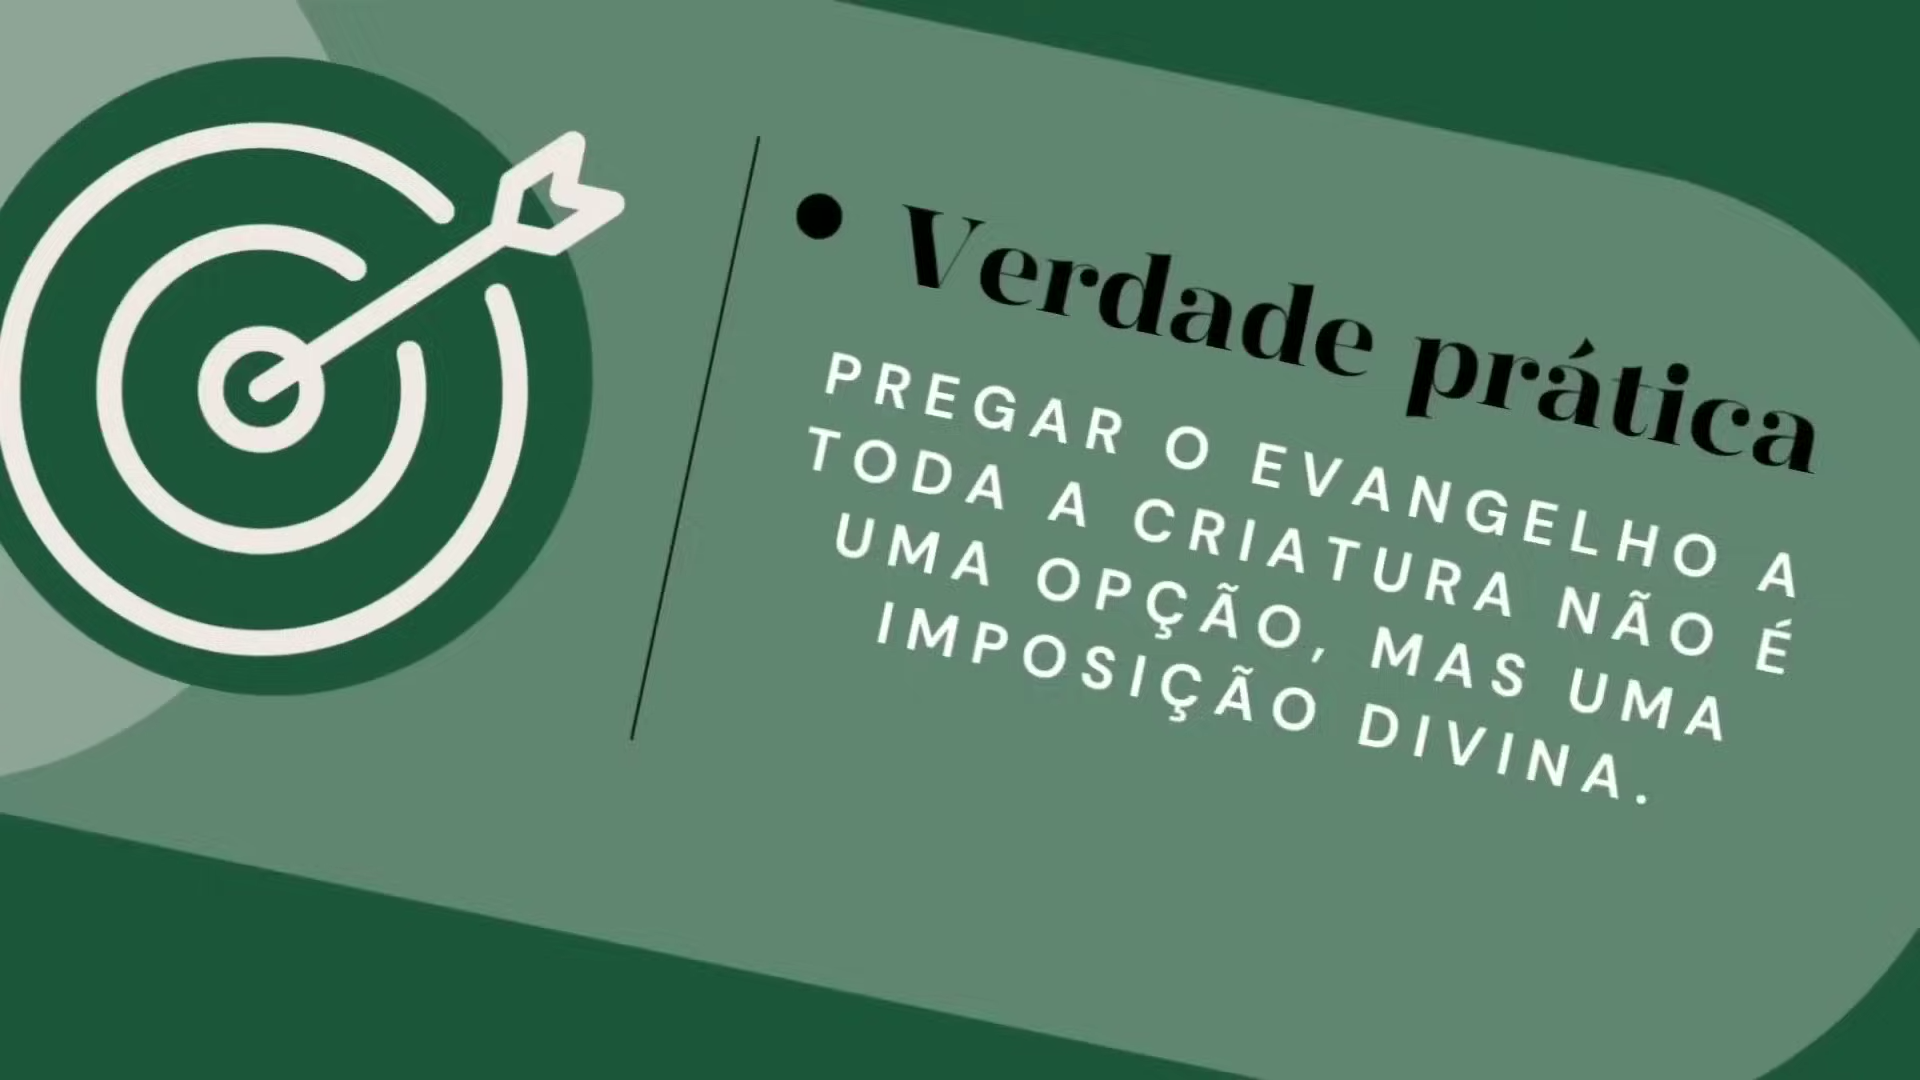 • Verdade prática
PREGAR O EVANGELHO A
TODA A CRIATURA NÃO É
UMA OPÇÃO, MAS UMA
IMPOSIÇÃO DIVINA.